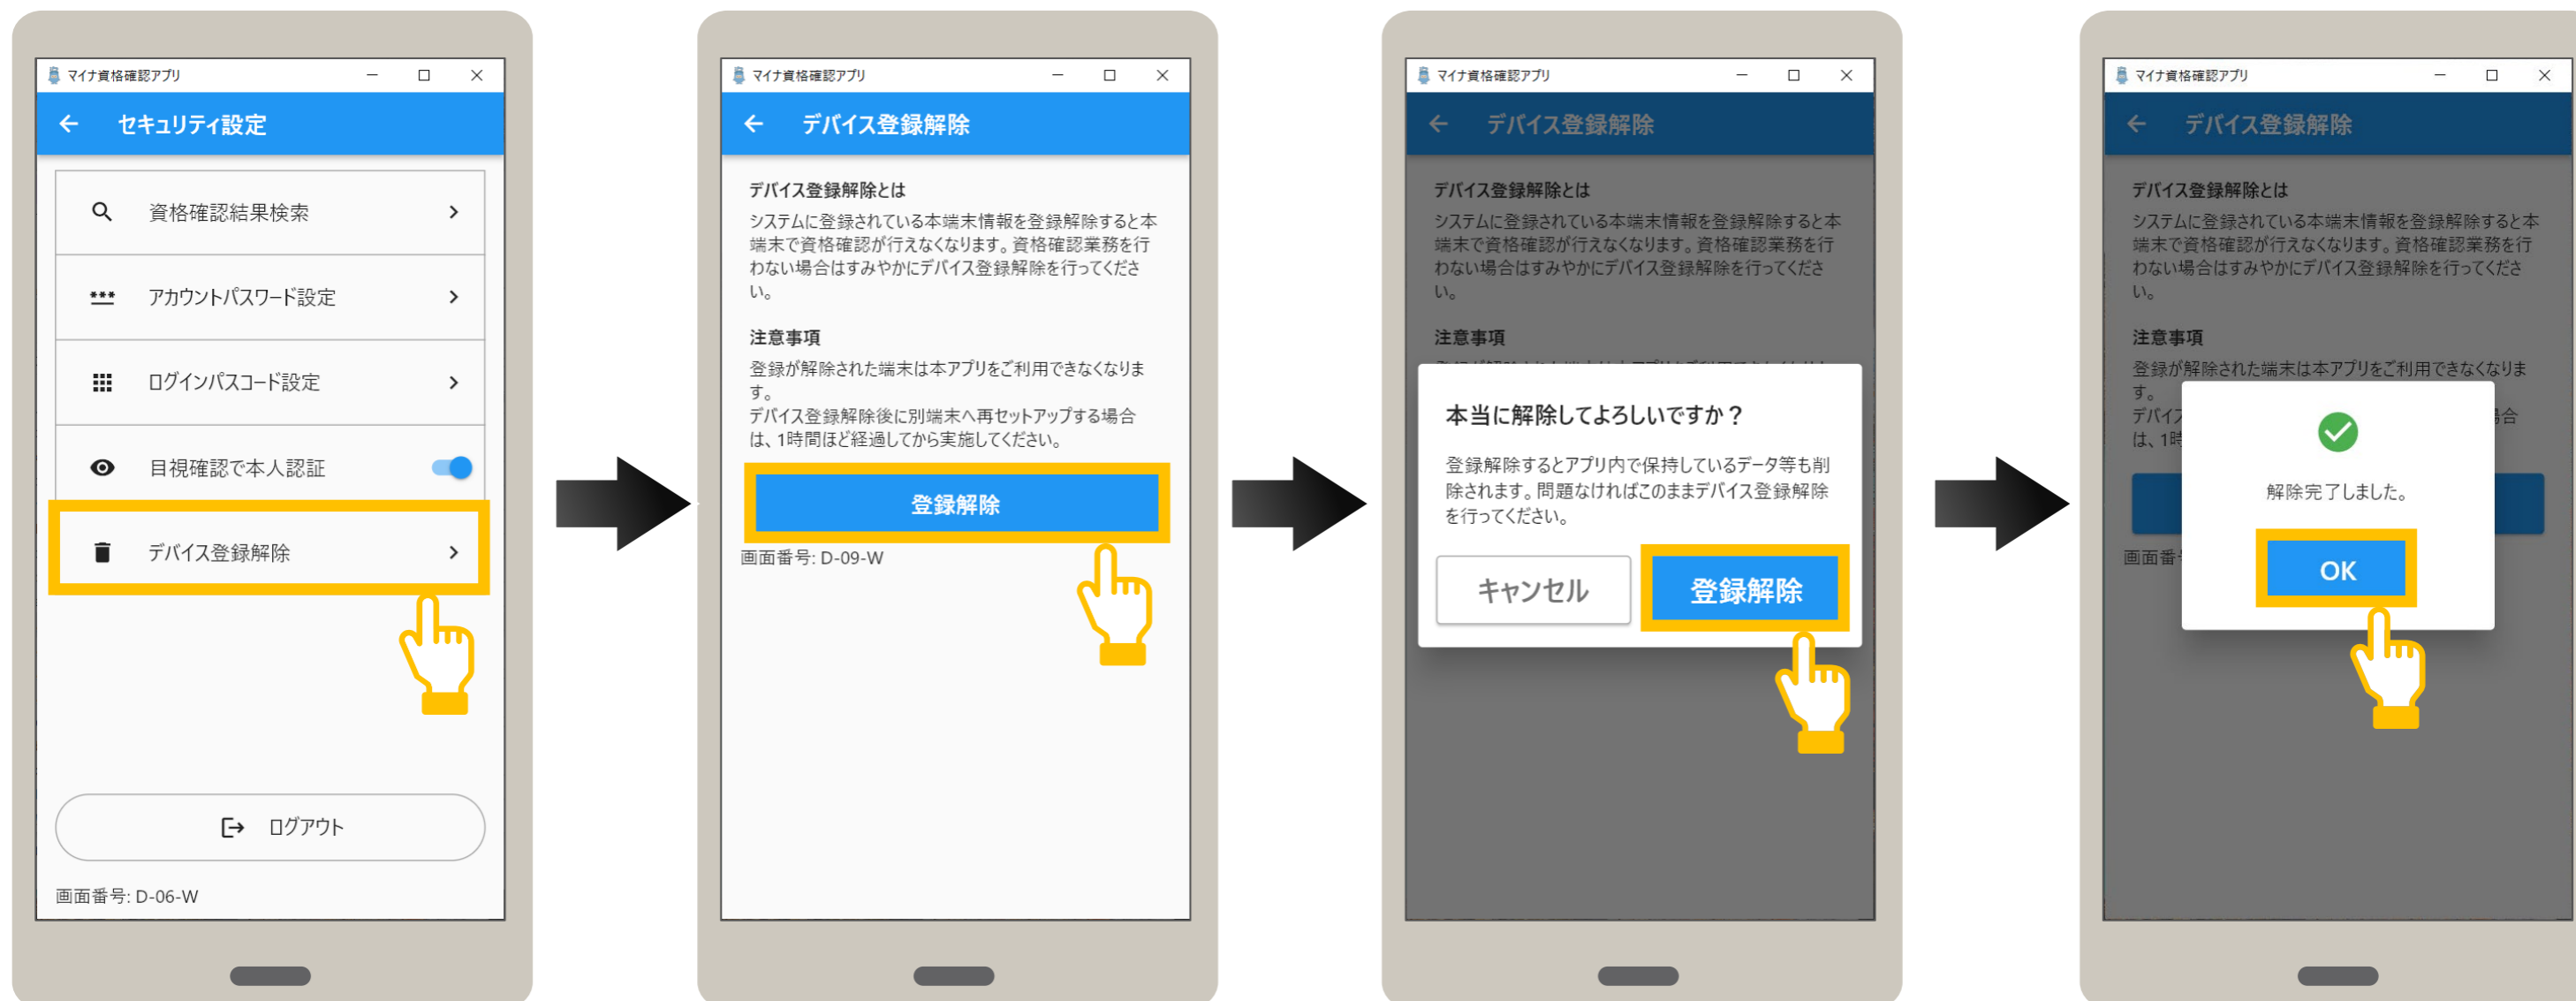 マイナ資格確認アプリ
セキュリティ設定
資格確認結果検索
アカウントパスワード設定
ログインパスコード設定
目視確認で本人認証
デバイス登録解除
ログアウト
画面番号: D-06-W
マイナ資格確認アプリ
デバイス登録解除
デバイス登録解除とは
システムに登録されている本端末情報を登録解除すると本
端末で資格確認が行えなくなります。資格確認業務を行
わない場合はすみやかにデバイス登録解除を行ってくださ
い。
注意事項
登録が解除された端末は本アプリをご利用できなくなりま
す。
デバイス登録解除後に別端末へ再セットアップする場合
は、1時間ほど経過してから実施してください。
登録解除
画面番号: D-09-W
マイナ資格確認アプリ
デバイス登録解除
デバイス登録解除とは
システムに登録されている本端末情報を登録解除すると本
端末で資格確認が行えなくなります。資格確認業務を行
わない場合はすみやかにデバイス登録解除を行ってくださ
い。
注意事項
本当に解除してよろしいですか？
登録解除するとアプリ内で保持しているデータ等も削
除されます。問題なければこのままデバイス登録解除
を行ってください。
キャンセル
登録解除
マイナ資格確認アプリ
デバイス登録解除
デバイス登録解除とは
システムに登録されている本端末情報を登録解除すると本
端末で資格確認が行えなくなります。資格確認業務を行
わない場合はすみやかにデバイス登録解除を行ってくださ
い。
注意事項
登録が解除された端末は本アプリをご利用できなくなりま
す。
デバイス
場合
は、1時
解除完了しました。
画面番
OK